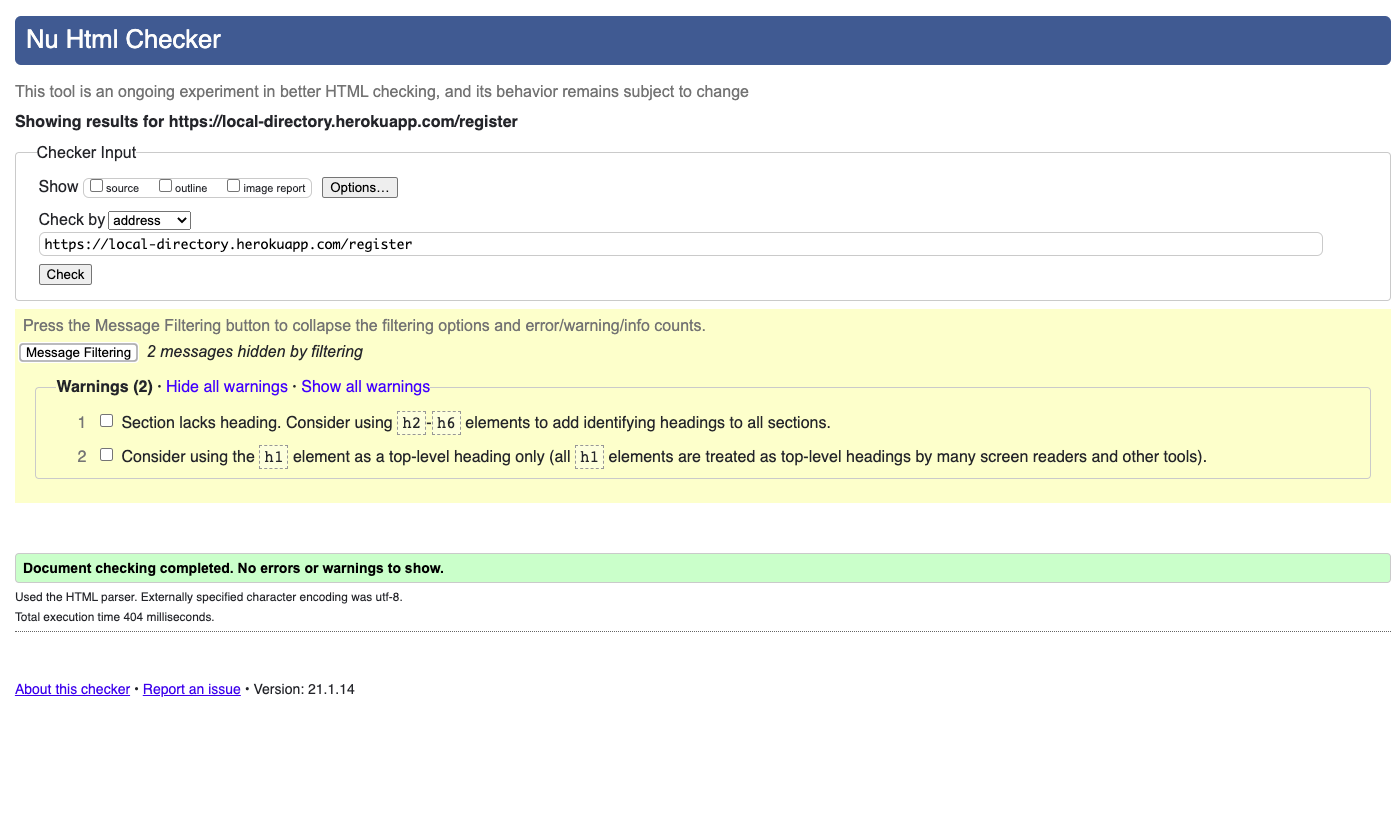 Nu Html Checker
This tool is an ongoing experiment in better HTML checking, and its behavior remains subject to change
Showing results for https://local-directory.herokuapp.com/register
Checker Input
Show source outline image report Options…
Check by address
https://local-directory.herokuapp.com/register
Check
Press the Message Filtering button to collapse the filtering options and error/warning/info counts.
Message Filtering 2 messages hidden by filtering
Warnings (2) · Hide all warnings · Show all warnings
1 Section lacks heading. Consider using h2-h6 elements to add identifying headings to all sections.
2 Consider using the h1 element as a top-level heading only (all h1 elements are treated as top-level headings by many screen readers and other tools).
Document checking completed. No errors or warnings to show.
Used the HTML parser. Externally specified character encoding was utf-8.
Total execution time 404 milliseconds.
About this checker • Report an issue • Version: 21.1.14